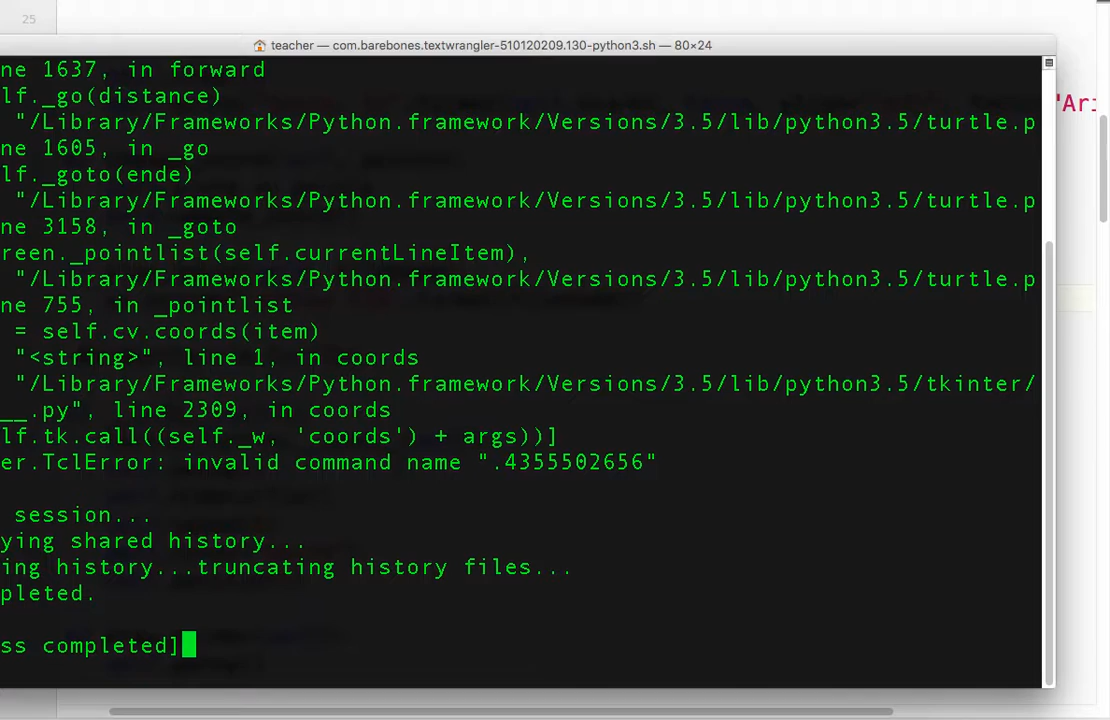 25
teacher — com.barebones.textwrangler-510120209.130-python3.sh — 80×24
'Ari
ne 1637, in forward
lf._go(distance)
"/Library/Frameworks/Python.framework/Versions/3.5/lib/python3.5/turtle.p
ne 1605, in _go
lf._goto(ende)
"/Library/Frameworks/Python.framework/Versions/3.5/lib/python3.5/turtle.p
ne 3158, in _goto
reen._pointlist(self.currentLineItem),
"/Library/Frameworks/Python.framework/Versions/3.5/lib/python3.5/turtle.p
ne 755, in _pointlist
= self.cv.coords(item)
"<string>", line 1, in coords
"/Library/Frameworks/Python.framework/Versions/3.5/lib/python3.5/tkinter/
__.py", line 2309, in coords
lf.tk.call((self._w, 'coords') + args))]
er.TclError: invalid command name ".4355502656"
session...
ying shared history...
ing history...truncating history files...
pleted.
ss completed]